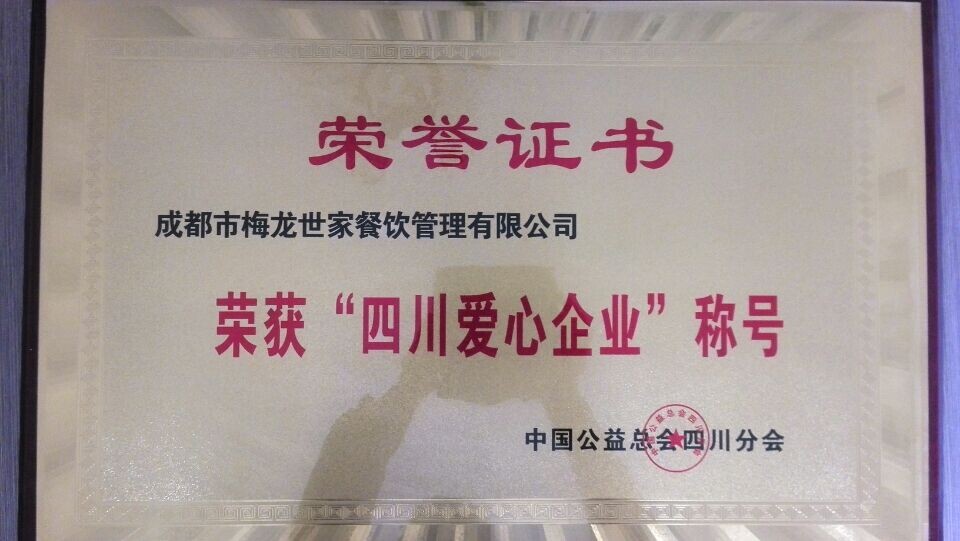 荣誉证书
成都市梅龙世家餐饮管理有限公司
荣获“四川爱心企业”称号
中国公益总会四川分会